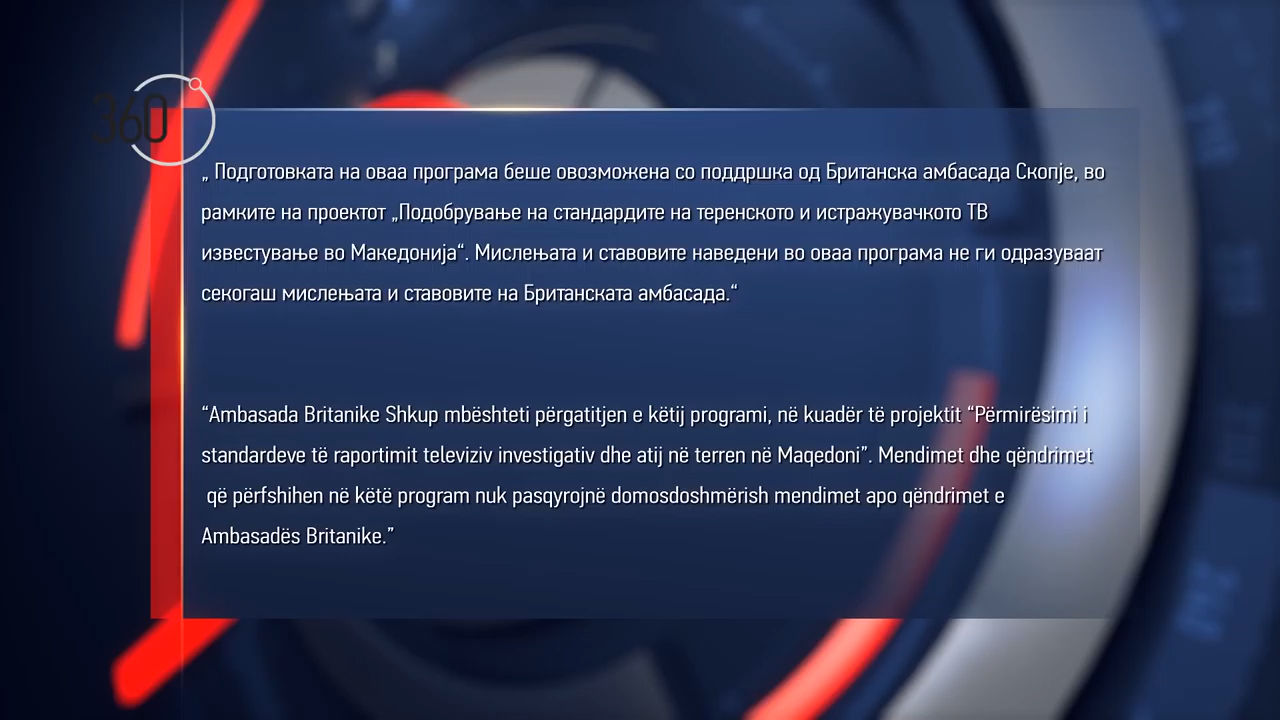 360
„ Подготовката на оваа програма беше овозможена со поддршка од Британска амбасада Скопје, во
рамките на проектот „Подобрување на стандардите на теренското и истражувачкото ТВ
известување во Македонија“. Мислењата и ставовите наведени во оваа програма не ги одразуваат
секогаш мислењата и ставовите на Британската амбасада.“
“Ambasada Britanike Shkup mbështeti përgatitjen e këtij programi, në kuadër të projektit “Përmirësimi i
standardeve të raportimit televiziv investigativ dhe atij në terren në Maqedoni”. Mendimet dhe qëndrimet
që përfshihen në këtë program nuk pasqyrojnë domosdoshmërish mendimet apo qëndrimet e
Ambasadës Britanike.”